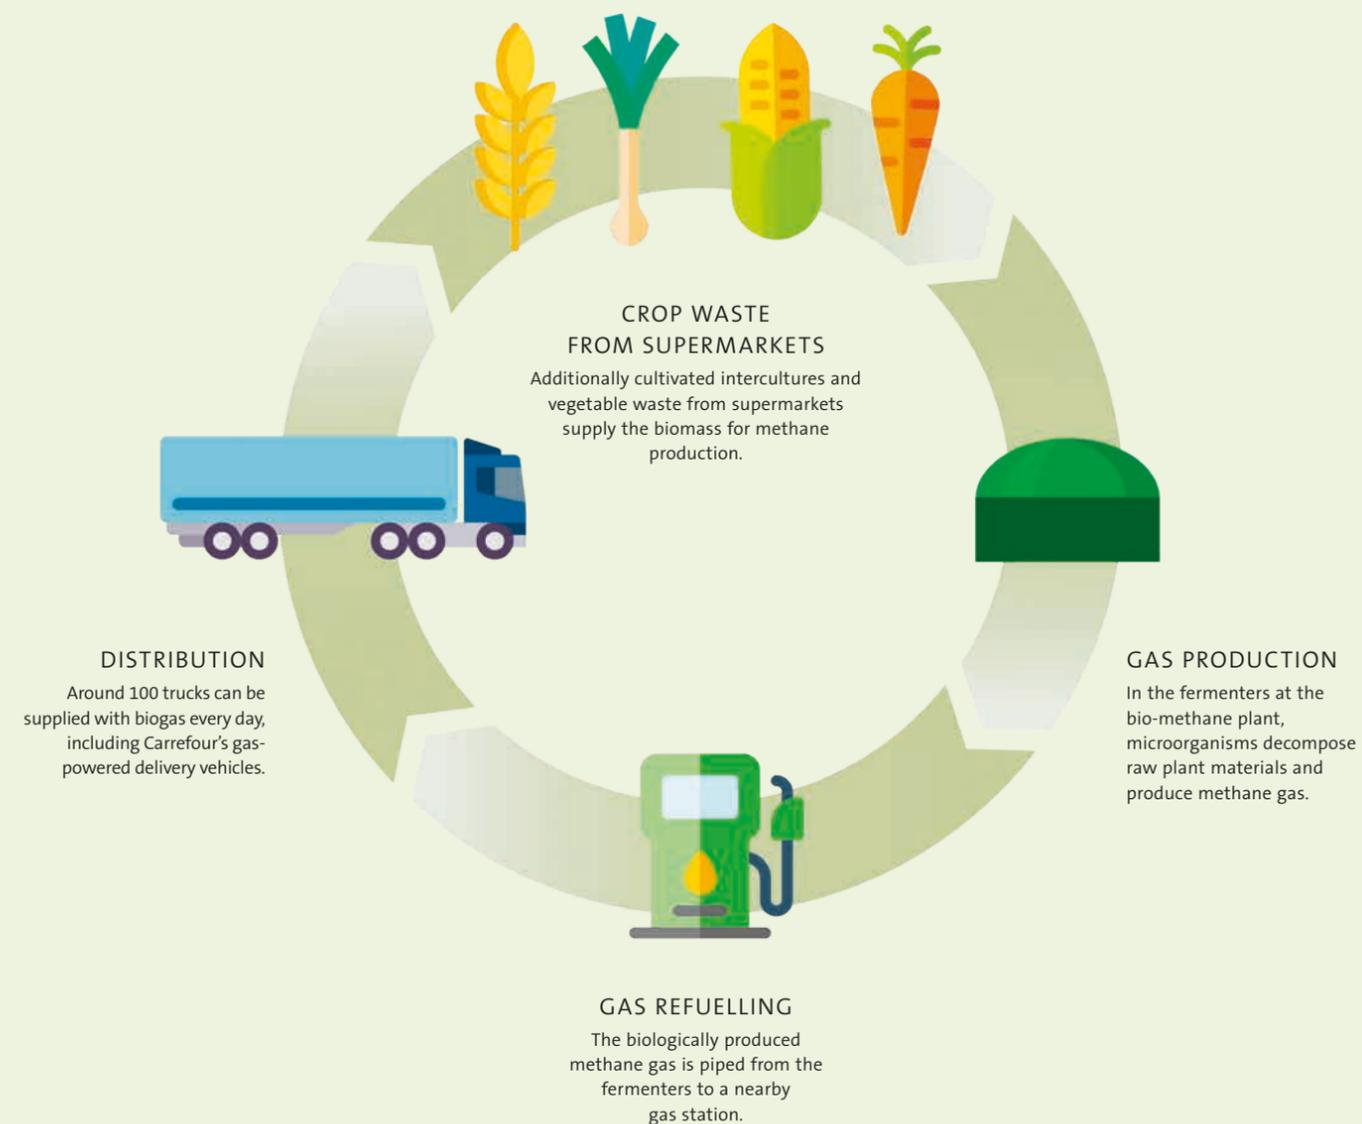 CROP WASTE
FROM SUPERMARKETS
Additionally cultivated intercultures and
vegetable waste from supermarkets
supply the biomass for methane
production.
DISTRIBUTION
Around 100 trucks can be
supplied with biogas every day,
including Carrefour's gas-
powered delivery vehicles.
GAS PRODUCTION
In the fermenters at the
bio-methane plant,
microorganisms decompose
raw plant materials and
produce methane gas.
GAS REFUELLING
The biologically produced
methane gas is piped from the
fermenters to a nearby
gas station.